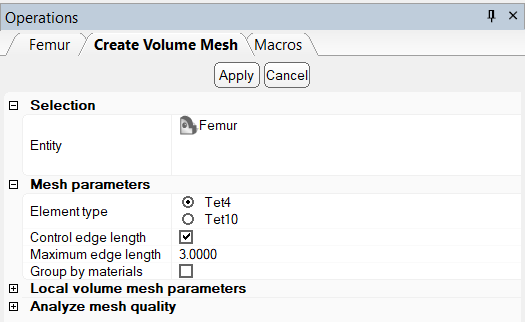 Operations
Femur Create Volume Mesh Macros
Apply Cancel
Selection
Entity Femur
Mesh parameters
Element type Tet4
Tet10
Control edge length
Maximum edge length 3.0000
Group by materials
Local volume mesh parameters
Analyze mesh quality